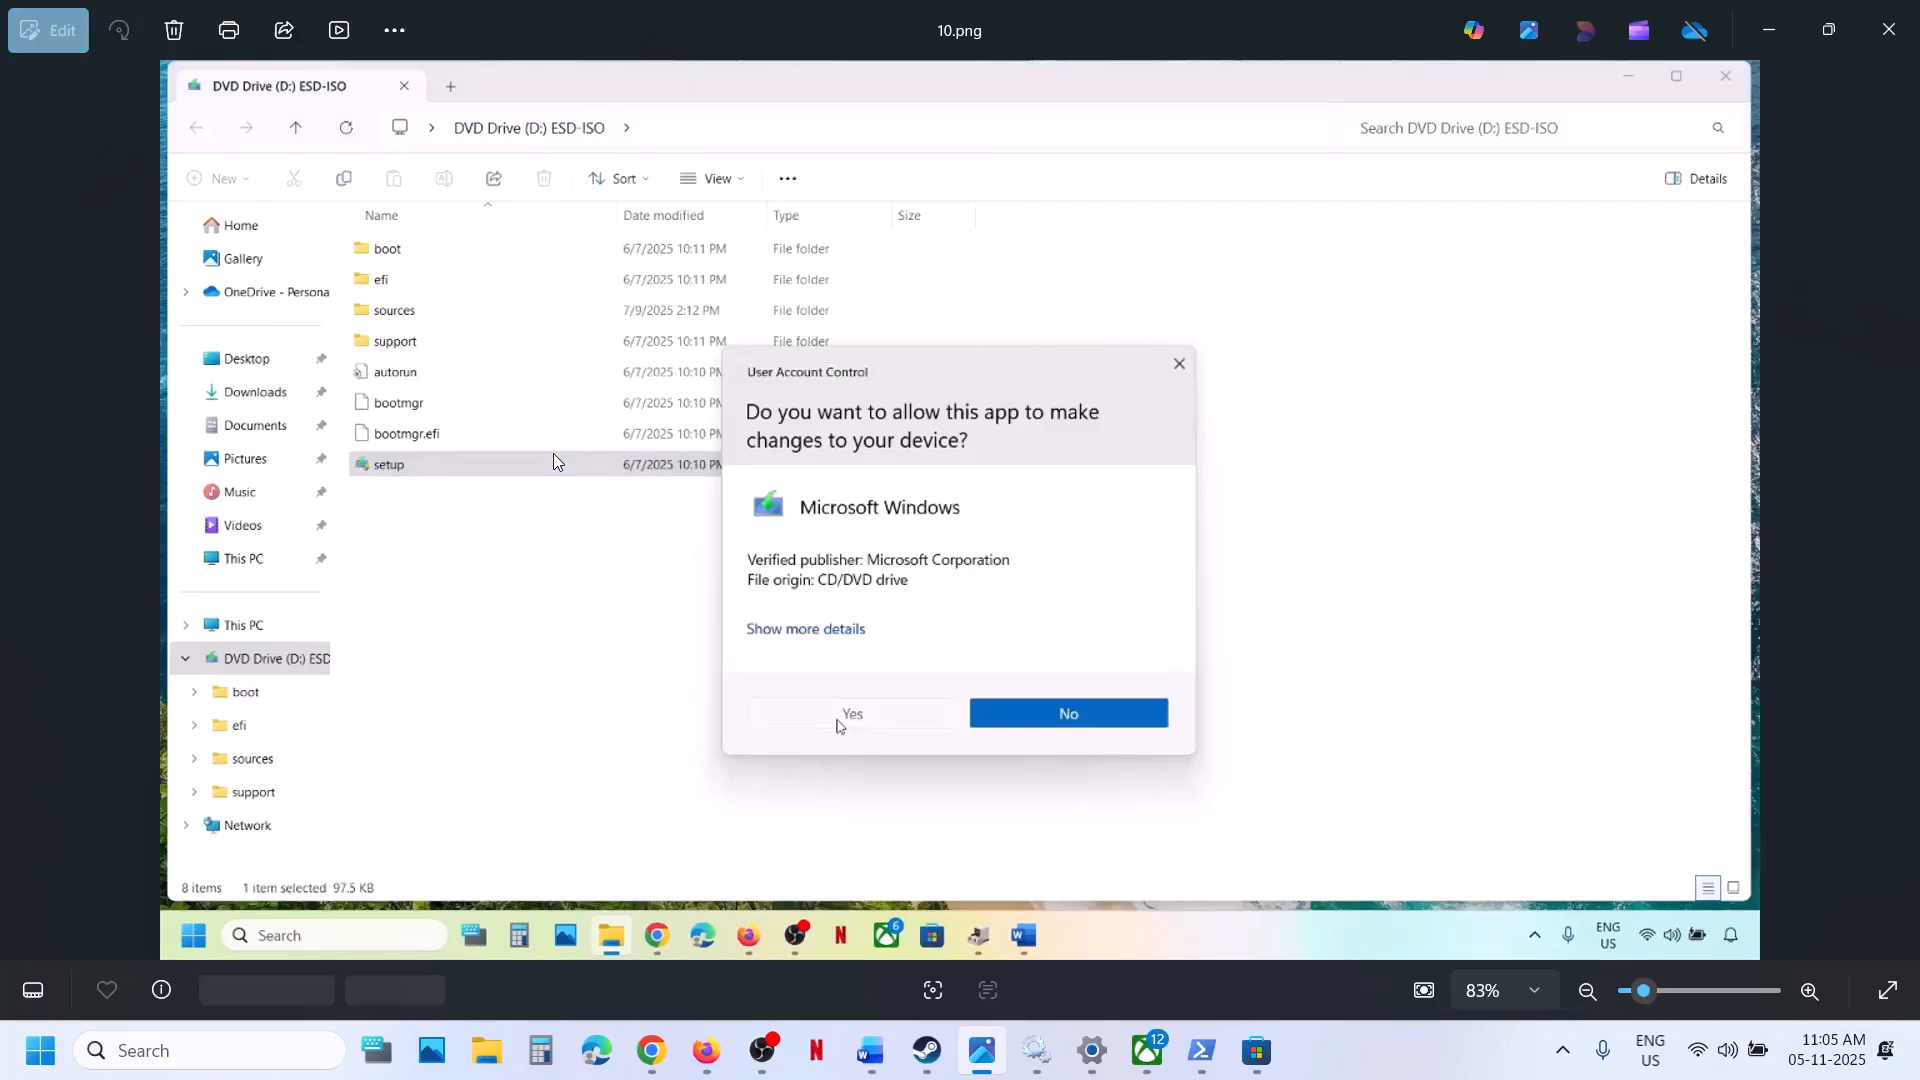 Edit
10.png
DVD Drive (D:) ESD-ISO
DVD Drive (D:) ESD-ISO
Search DVD Drive (D:) ESD-ISO
New
Sort
View
Details
Name
Date modified
Type
Size
Home
Gallery
OneDrive - Persona
Desktop
Downloads
Documents
Pictures
Music
Videos
This PC
This PC
DVD Drive (D:) ESD
boot
efi
sources
support
Network
boot 6/7/2025 10:11 PM File folder
efi 6/7/2025 10:11 PM File folder
sources 7/9/2025 2:12 PM File folder
support 6/7/2025 10:11 PM File folder
autorun 6/7/2025 10:10 PM
bootmgr 6/7/2025 10:10 PM
bootmgr.efi 6/7/2025 10:10 PM
setup 6/7/2025 10:10 PM
User Account Control
Do you want to allow this app to make
changes to your device?
Microsoft Windows
Verified publisher: Microsoft Corporation
File origin: CD/DVD drive
Show more details
Yes
No
8 items 1 item selected 97.5 KB
Search
6
ENG
US
83%
Search
12
ENG
US
11:05 AM
05-11-2025